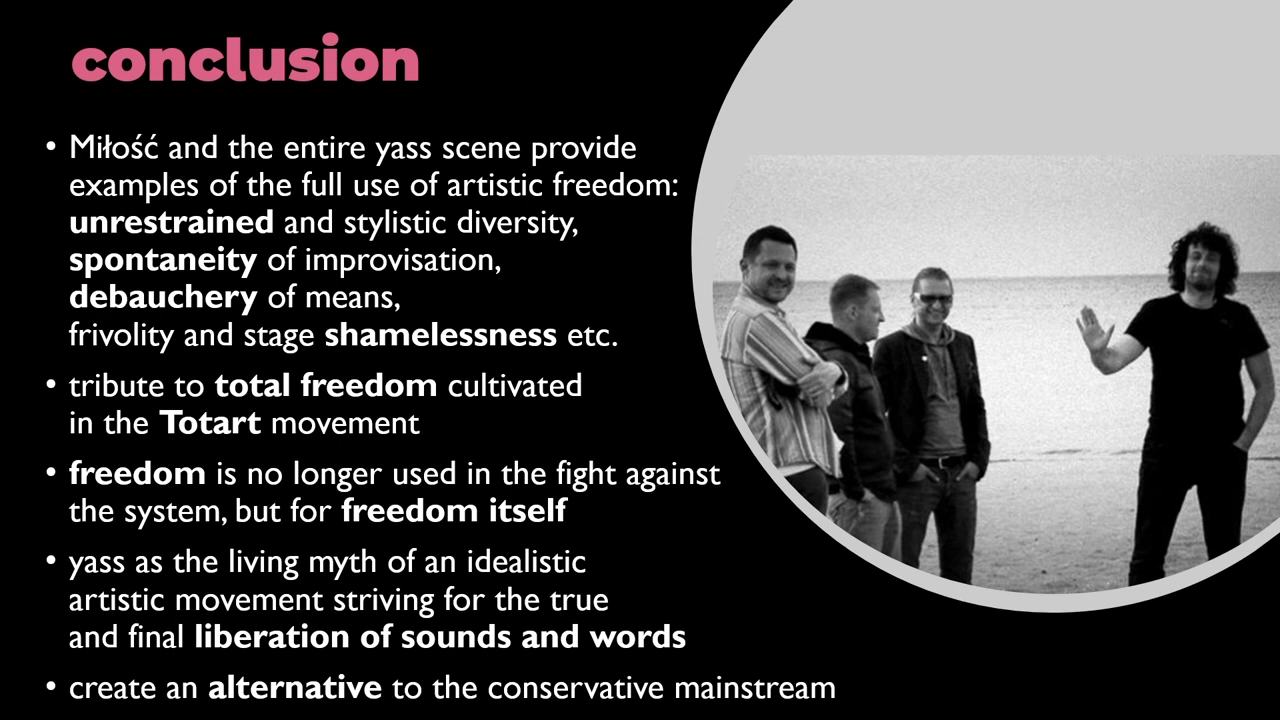 conclusion
• Miłość and the entire yass scene provide
examples of the full use of artistic freedom:
unrestrained and stylistic diversity,
spontaneity of improvisation,
debauchery of means,
frivolity and stage shamelessness etc.
• tribute to total freedom cultivated
in the Totart movement
• freedom is no longer used in the fight against
the system, but for freedom itself
• yass as the living myth of an idealistic
artistic movement striving for the true
and final liberation of sounds and words
• create an alternative to the conservative mainstream